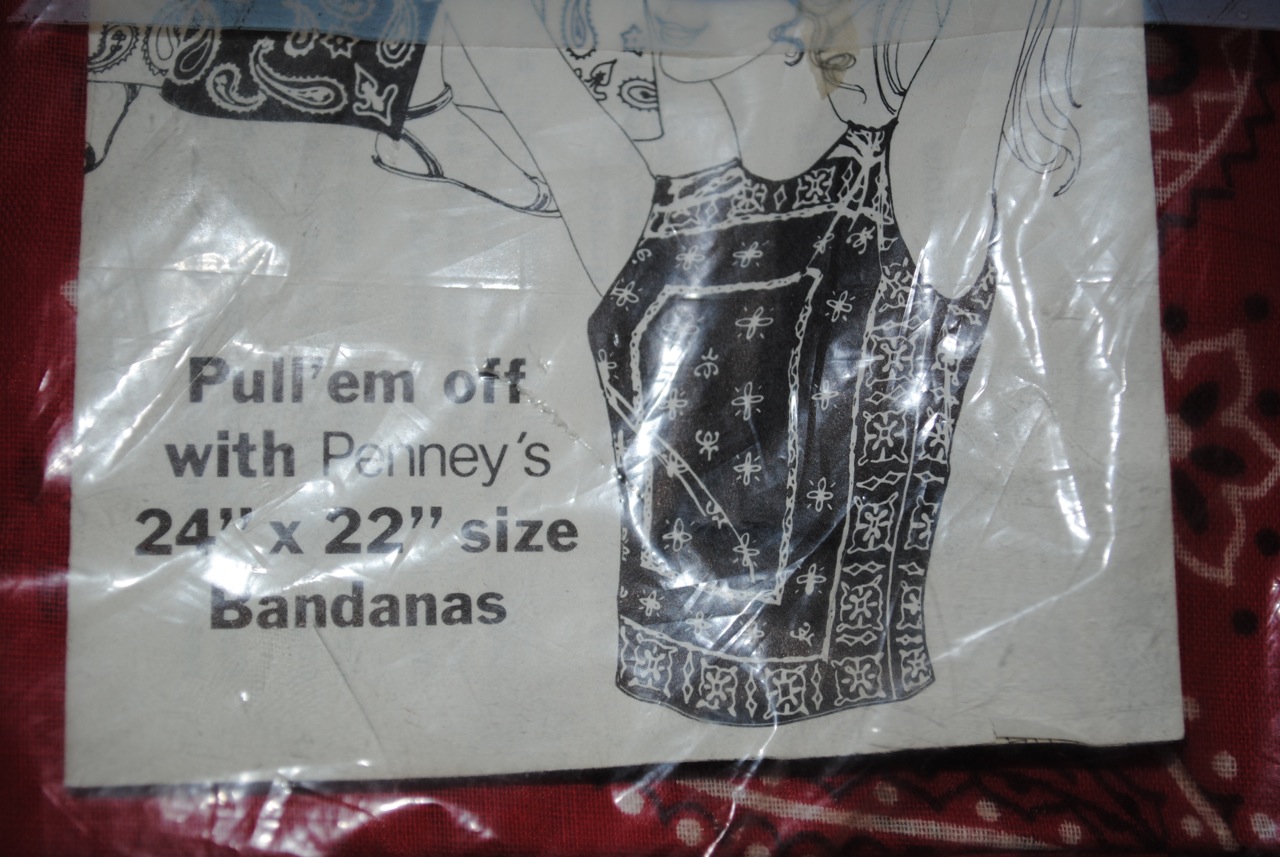 Pull'em off
with Penney's
24" x 22" size
Bandanas